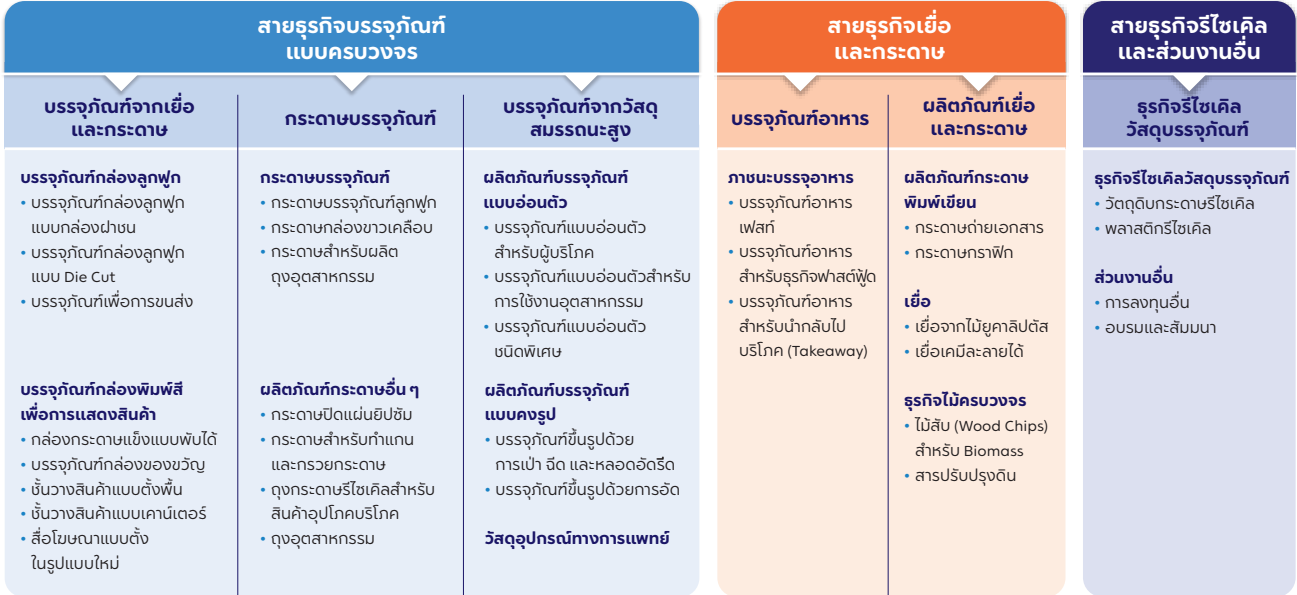 สายธุรกิจบรรจุภัณฑ์
แบบครบวงจร
บรรจุภัณฑ์จากเยื่อ
และกระดาษ
บรรจุภัณฑ์กล่องลูกฟูก
• บรรจุภัณฑ์กล่องลูกฟูก
แบบกล่องฝาชน
• บรรจุภัณฑ์กล่องลูกฟูก
แบบ Die Cut
• บรรจุภัณฑ์เพื่อการขนส่ง
บรรจุภัณฑ์กล่องพิมพ์สี
เพื่อการแสดงสินค้า
• กล่องกระดาษแข็งแบบพับได้
• บรรจุภัณฑ์กล่องของขวัญ
• ชั้นวางสินค้าแบบตั้งพื้น
• ชั้นวางสินค้าแบบเคาน์เตอร์
• สื่อโฆษณาแบบตั้ง
ในรูปแบบใหม่
กระดาษบรรจุภัณฑ์
กระดาษบรรจุภัณฑ์
• กระดาษบรรจุภัณฑ์ลูกฟูก
• กระดาษกล่องขาวเคลือบ
• กระดาษสำหรับผลิต
ถุงอุตสาหกรรม
ผลิตภัณฑ์กระดาษอื่น ๆ
• กระดาษปิดแผ่นยิปซัม
• กระดาษสำหรับทำแกน
และกรวยกระดาษ
• ถุงกระดาษรีไซเคิลสำหรับ
สินค้าอุปโภคบริโภค
• ถุงอุตสาหกรรม
บรรจุภัณฑ์จากวัสดุ
สมรรถนะสูง
ผลิตภัณฑ์บรรจุภัณฑ์
แบบอ่อนตัว
• บรรจุภัณฑ์แบบอ่อนตัว
สำหรับผู้บริโภค
• บรรจุภัณฑ์แบบอ่อนตัวสำหรับ
การใช้งานอุตสาหกรรม
• บรรจุภัณฑ์แบบอ่อนตัว
ชนิดพิเศษ
ผลิตภัณฑ์บรรจุภัณฑ์
แบบคงรูป
• บรรจุภัณฑ์ขึ้นรูปด้วย
การเป่า ฉีด และหลอดอัดรีด
• บรรจุภัณฑ์ขึ้นรูปด้วยการอัด
วัสดุอุปกรณ์ทางการแพทย์
สายธุรกิจเยื่อ
และกระดาษ
บรรจุภัณฑ์อาหาร
ภาชนะบรรจุอาหาร
• บรรจุภัณฑ์อาหาร
เฟสท์
• บรรจุภัณฑ์อาหาร
สำหรับธุรกิจฟาสต์ฟู้ด
• บรรจุภัณฑ์อาหาร
สำหรับนำกลับไป
บริโภค (Takeaway)
ผลิตภัณฑ์เยื่อ
และกระดาษ
ผลิตภัณฑ์กระดาษ
พิมพ์เขียน
• กระดาษถ่ายเอกสาร
• กระดาษกราฟิก
เยื่อ
• เยื่อจากไม้ยูคาลิปตัส
• เยื่อเคมีละลายได้
ธุรกิจไม้ครบวงจร
• ไม้สับ (Wood Chips)
สำหรับ Biomass
• สารปรับปรุงดิน
สายธุรกิจรีไซเคิล
และส่วนงานอื่น
ธุรกิจรีไซเคิล
วัสดุบรรจุภัณฑ์
ธุรกิจรีไซเคิลวัสดุบรรจุภัณฑ์
• วัตถุดิบกระดาษรีไซเคิล
• พลาสติกรีไซเคิล
ส่วนงานอื่น
• การลงทุนอื่น
• อบรมและสัมมนา